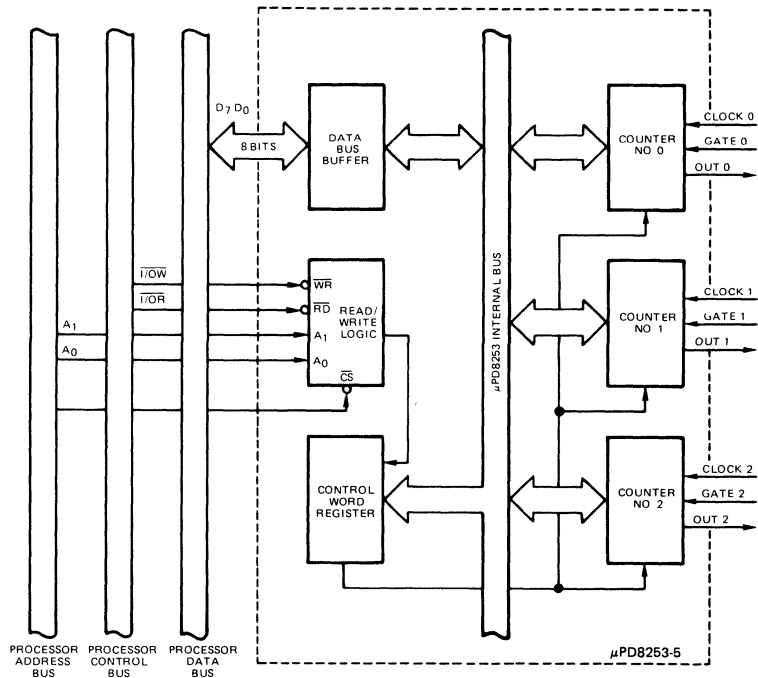 D7 D0
8 BITS
DATA
BUS
BUFFER
COUNTER
NO 0
CLOCK 0
GATE 0
OUT 0
I/OW
I/OR
A1
A0
WR
RD
READ/
WRITE
LOGIC
A1
A0
CS
µPD8253 INTERNAL BUS
COUNTER
NO 1
CLOCK 1
GATE 1
OUT 1
CONTROL
WORD
REGISTER
COUNTER
NO 2
CLOCK 2
GATE 2
OUT 2
PROCESSOR
ADDRESS
BUS
PROCESSOR
CONTROL
BUS
PROCESSOR
DATA
BUS
µPD8253-5